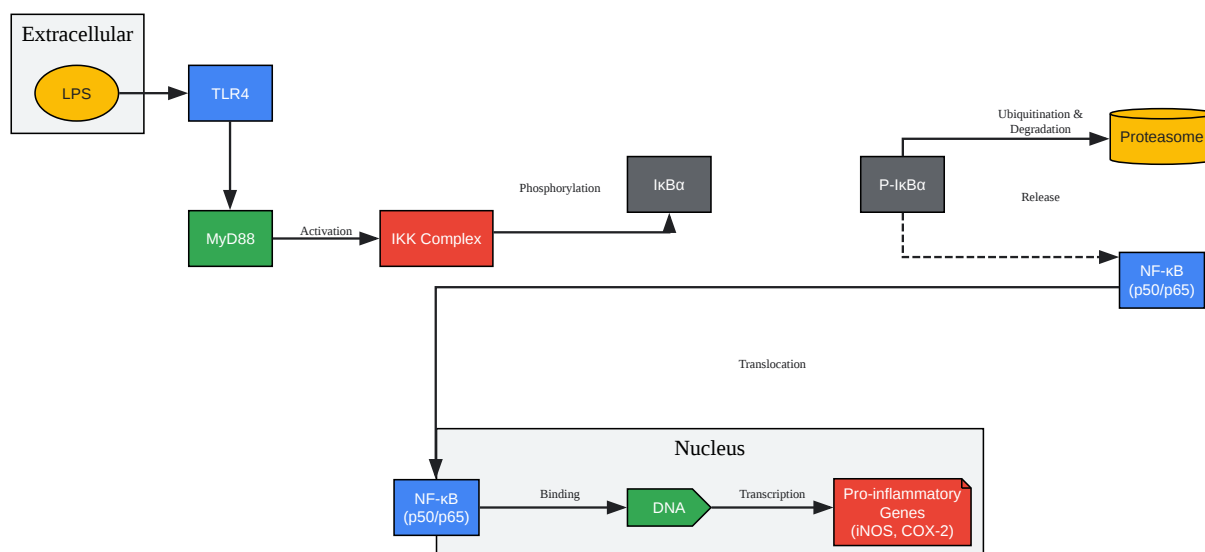 Extracellular
LPS
TLR4
MyD88
Activation
IKK Complex
Phosphorylation
IκBα
P-IκBα
Ubiquitination &
Degradation
Proteasome
Release
NF-κB
(p50/p65)
Translocation
Nucleus
NF-κB
(p50/p65)
Binding
DNA
Transcription
Pro-inflammatory
Genes
(iNOS, COX-2)